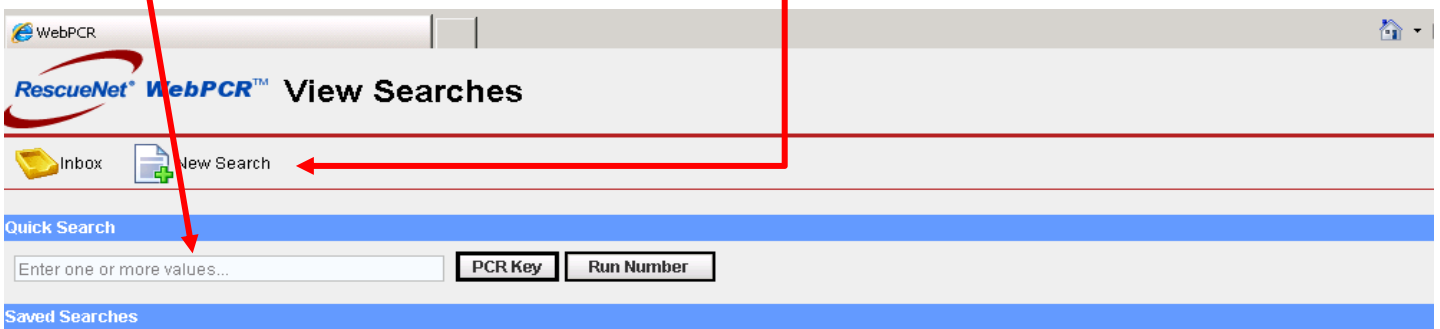 WebPCR
RescueNet® WebPCR™ View Searches
Inbox New Search
Quick Search
Enter one or more values...
PCR Key Run Number
Saved Searches